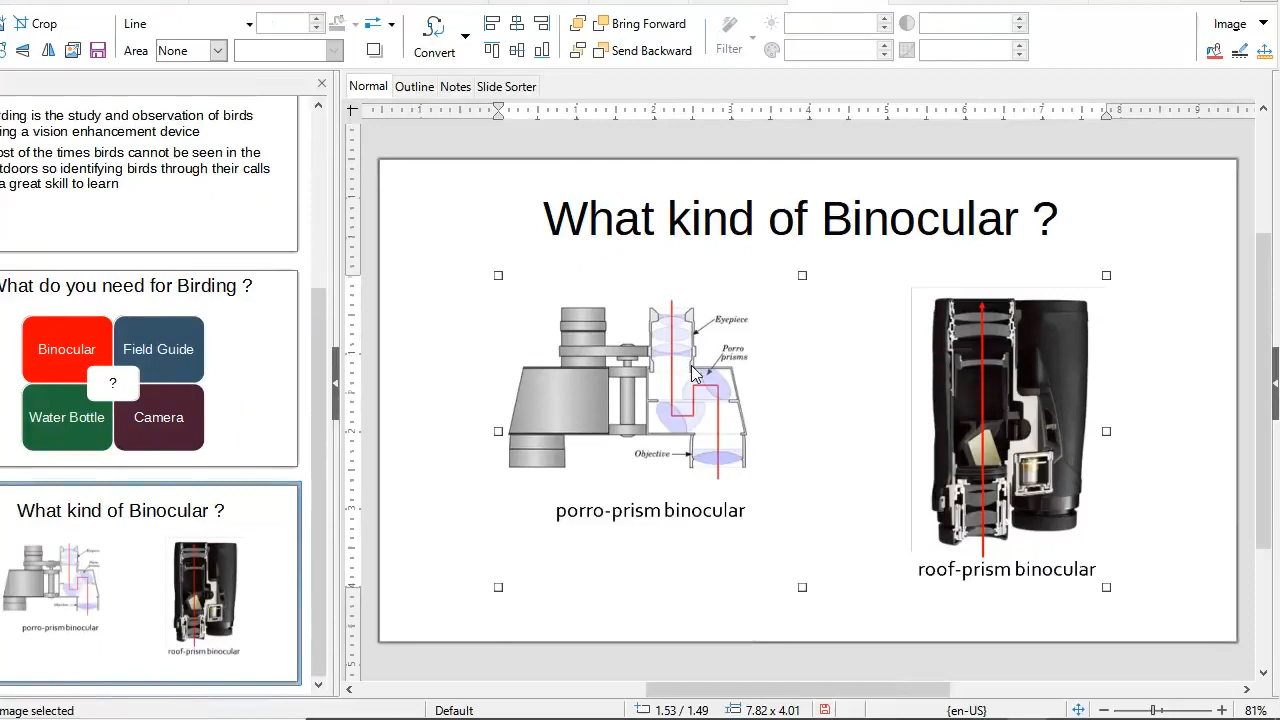 Crop
Line
Area
None
Convert
Bring Forward
Send Backward
Filter
Image
Normal
Outline
Notes
Slide Sorter
rding is the study and observation of birds
ing a vision enhancement device
ost of the times birds cannot be seen in the
tdoors so identifying birds through their calls
a great skill to learn
What do you need for Birding ?
Binocular
Field Guide
?
Water Bottle
Camera
What kind of Binocular ?
porro-prism binocular
roof-prism binocular
What kind of Binocular ?
Eyepiece
Porro
prisms
Objective
porro-prism binocular
roof-prism binocular
mage selected
Default
1.53 / 1.49
7.82 x 4.01
{en-US}
81%